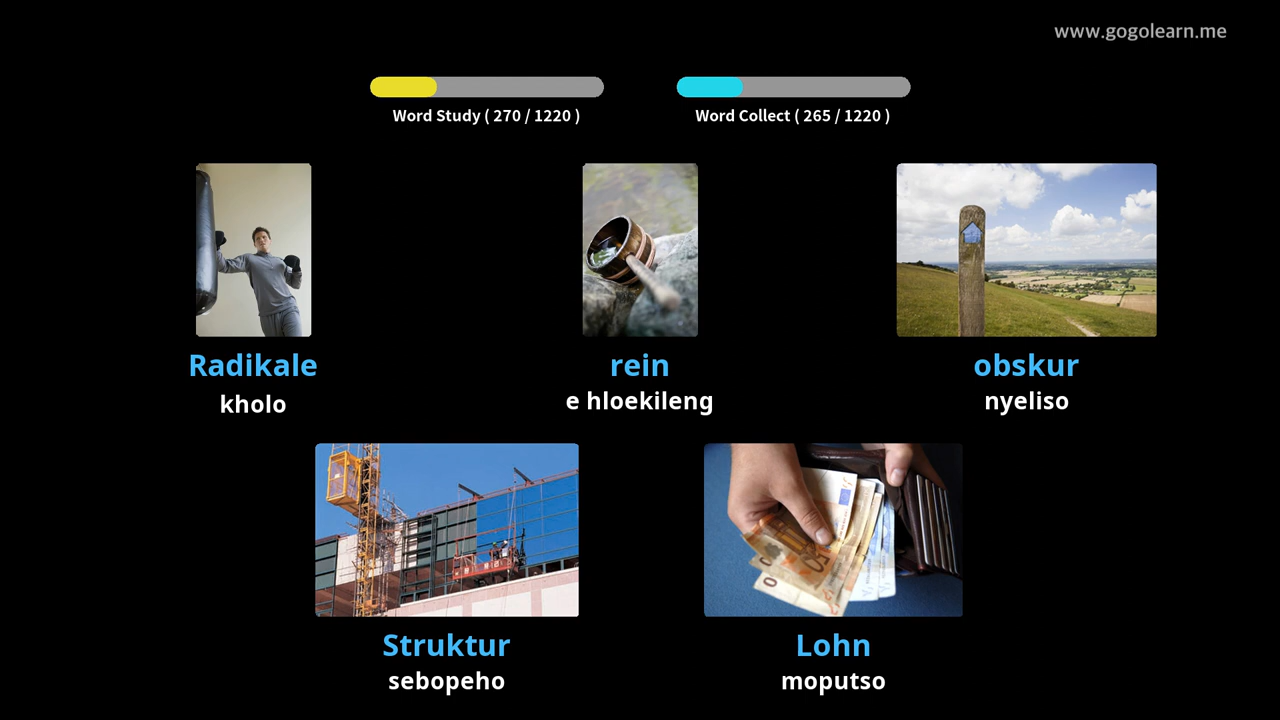 www.gogolearn.me
Word Study ( 270 / 1220 )
Word Collect ( 265 / 1220 )
Radikale
kholo
rein
e hloekileng
obskur
nyeliso
Struktur
sebopeho
Lohn
moputso